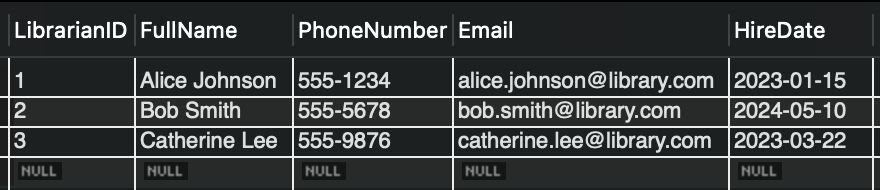 LibrarianID FullName PhoneNumber Email HireDate
1 Alice Johnson 555-1234 alice.johnson@library.com 2023-01-15
2 Bob Smith 555-5678 bob.smith@library.com 2024-05-10
3 Catherine Lee 555-9876 catherine.lee@library.com 2023-03-22
NULL NULL NULL NULL NULL